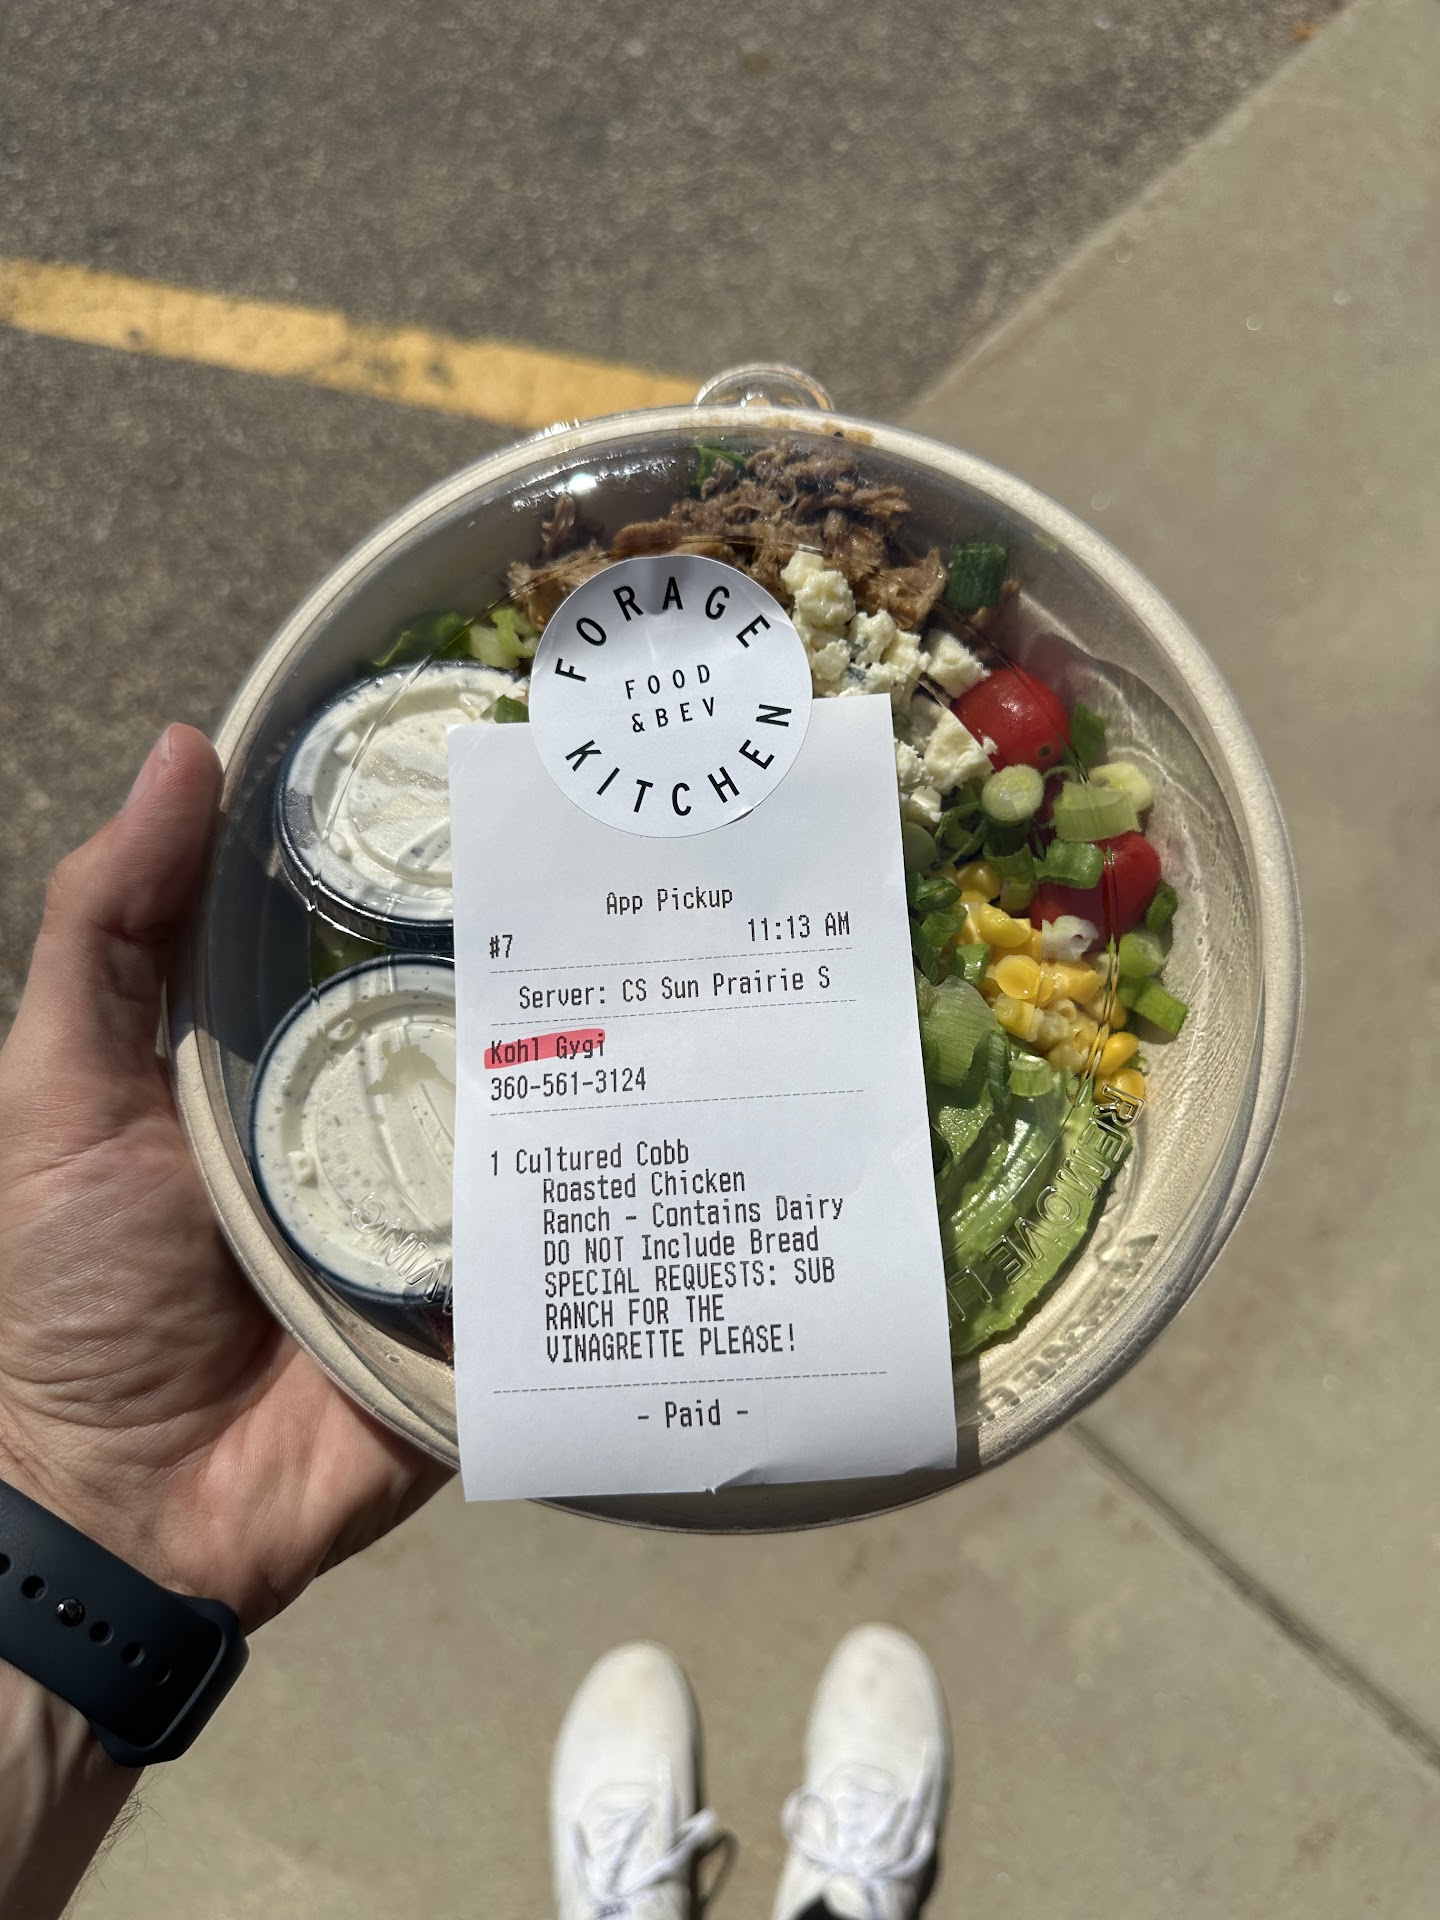 FORAGE
FOOD
&BEV
KITCHEN
App Pickup
#7 11:13 AM
Server: CS Sun Prairie S
Kohl Gygi
360-561-3124
1 Cultured Cobb
Roasted Chicken
Ranch - Contains Dairy
DO NOT Include Bread
SPECIAL REQUESTS: SUB
RANCH FOR THE
VINAGRETTE PLEASE!
- Paid -
REMOVE L
VING